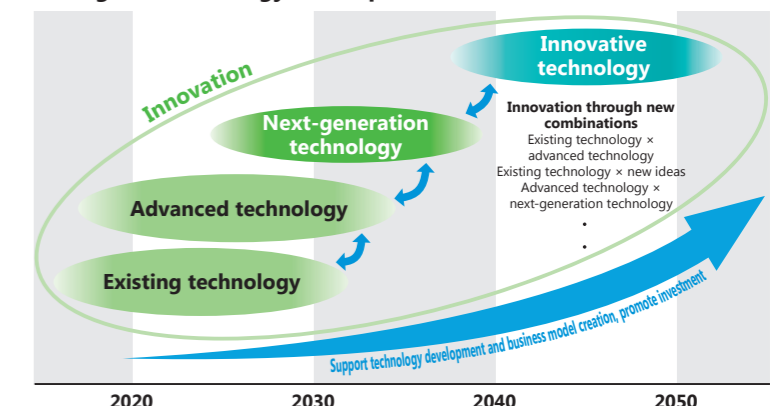 Innovation
Innovative
technology
Next-generation
technology
Innovation through new
combinations
Existing technology ×
advanced technology
Existing technology × new ideas
Advanced technology ×
next-generation technology
・
・
Advanced technology
Existing technology
Support technology development and business model creation, promote investment
2020 2030 2040 2050